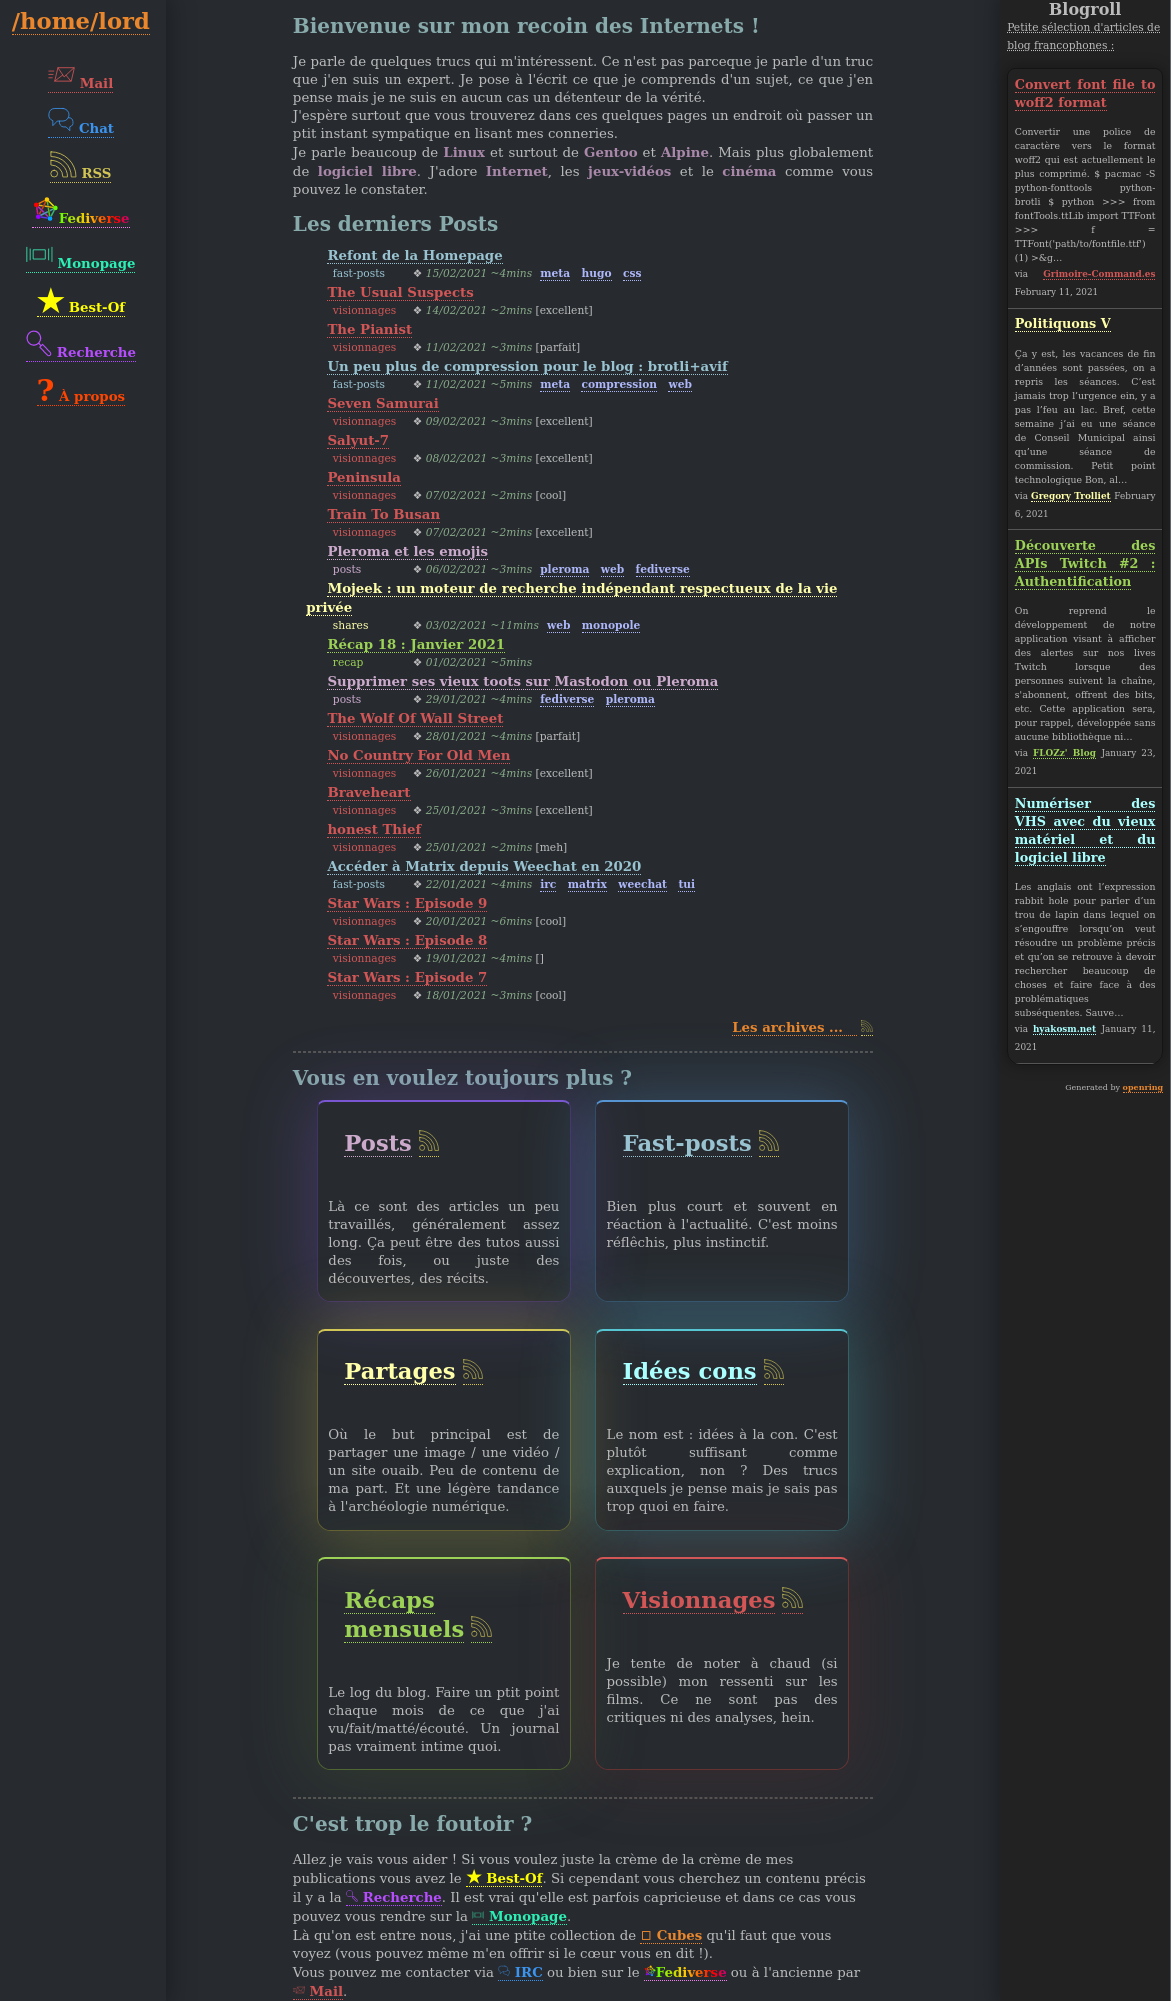 /home/lord
Mail
Chat
RSS
Fediverse
Monopage
Best-Of
Recherche
? À propos
Bienvenue sur mon recoin des Internets !
Je parle de quelques trucs qui m'intéressent. Ce n'est pas parceque je parle d'un truc
que j'en suis un expert. Je pose à l'écrit ce que je comprends d'un sujet, ce que j'en
pense mais je ne suis en aucun cas un détenteur de la vérité.
J'espère surtout que vous trouverez dans ces quelques pages un endroit où passer un
ptit instant sympatique en lisant mes conneries.
Je parle beaucoup de Linux et surtout de Gentoo et Alpine. Mais plus globalement
de logiciel libre. J'adore Internet, les jeux-vidéos et le cinéma comme vous
pouvez le constater.
Les derniers Posts
Refont de la Homepage
fast-posts ❖ 15/02/2021 ~4mins meta hugo css
The Usual Suspects
visionnages ❖ 14/02/2021 ~2mins [excellent]
The Pianist
visionnages ❖ 11/02/2021 ~3mins [parfait]
Un peu plus de compression pour le blog : brotli+avif
fast-posts ❖ 11/02/2021 ~5mins meta compression web
Seven Samurai
visionnages ❖ 09/02/2021 ~3mins [excellent]
Salyut-7
visionnages ❖ 08/02/2021 ~3mins [excellent]
Peninsula
visionnages ❖ 07/02/2021 ~2mins [cool]
Train To Busan
visionnages ❖ 07/02/2021 ~2mins [excellent]
Pleroma et les emojis
posts ❖ 06/02/2021 ~3mins pleroma web fediverse
Mojeek : un moteur de recherche indépendant respectueux de la vie
privée
shares ❖ 03/02/2021 ~11mins web monopole
Récap 18 : Janvier 2021
recap ❖ 01/02/2021 ~5mins
Supprimer ses vieux toots sur Mastodon ou Pleroma
posts ❖ 29/01/2021 ~4mins fediverse pleroma
The Wolf Of Wall Street
visionnages ❖ 28/01/2021 ~4mins [parfait]
No Country For Old Men
visionnages ❖ 26/01/2021 ~4mins [excellent]
Braveheart
visionnages ❖ 25/01/2021 ~3mins [excellent]
honest Thief
visionnages ❖ 25/01/2021 ~2mins [meh]
Accéder à Matrix depuis Weechat en 2020
fast-posts ❖ 22/01/2021 ~4mins irc matrix weechat tui
Star Wars : Episode 9
visionnages ❖ 20/01/2021 ~6mins [cool]
Star Wars : Episode 8
visionnages ❖ 19/01/2021 ~4mins []
Star Wars : Episode 7
visionnages ❖ 18/01/2021 ~3mins [cool]
Les archives ...
Vous en voulez toujours plus ?
Posts
Là ce sont des articles un peu
travaillés, généralement assez
long. Ça peut être des tutos aussi
des fois, ou juste des
découvertes, des récits.
Fast-posts
Bien plus court et souvent en
réaction à l'actualité. C'est moins
réflêchis, plus instinctif.
Partages
Où le but principal est de
partager une image / une vidéo /
un site ouaib. Peu de contenu de
ma part. Et une légère tandance
à l'archéologie numérique.
Idées cons
Le nom est : idées à la con. C'est
plutôt suffisant comme
explication, non ? Des trucs
auxquels je pense mais je sais pas
trop quoi en faire.
Récaps
mensuels
Le log du blog. Faire un ptit point
chaque mois de ce que j'ai
vu/fait/matté/écouté. Un journal
pas vraiment intime quoi.
Visionnages
Je tente de noter à chaud (si
possible) mon ressenti sur les
films. Ce ne sont pas des
critiques ni des analyses, hein.
C'est trop le foutoir ?
Allez je vais vous aider ! Si vous voulez juste la crème de la crème de mes
publications vous avez le ★ Best-Of. Si cependant vous cherchez un contenu précis
il y a la Recherche. Il est vrai qu'elle est parfois capricieuse et dans ce cas vous
pouvez vous rendre sur la Monopage.
Là qu'on est entre nous, j'ai une ptite collection de Cubes qu'il faut que vous
voyez (vous pouvez même m'en offrir si le cœur vous en dit !).
Vous pouvez me contacter via IRC ou bien sur le Fediverse ou à l'ancienne par
Mail.
Blogroll
Petite sélection d'articles de
blog francophones :
Convert font file to
woff2 format
Convertir une police de
caractère vers le format
woff2 qui est actuellement le
plus comprimé. $ pacmac -S
python-fonttools python-
brotli $ python >>> from
fontTools.ttLib import TTFont
>>> f =
TTFont('path/to/fontfile.ttf')
(1) >&g...
via Grimoire-Command.es
February 11, 2021
Politiquons V
Ça y est, les vacances de fin
d’années sont passées, on a
repris les séances. C’est
jamais trop l’urgence ein, y a
pas l’feu au lac. Bref, cette
semaine j’ai eu une séance
de Conseil Municipal ainsi
qu’une séance de
commission. Petit point
technologique Bon, al...
via Gregory Trolliet February
6, 2021
Découverte des
APIs Twitch #2 :
Authentification
On reprend le
développement de notre
application visant à afficher
des alertes sur nos lives
Twitch lorsque des
personnes suivent la chaîne,
s'abonnent, offrent des bits,
etc. Cette application sera,
pour rappel, développée sans
aucune bibliothèque ni...
via FLOZz' Blog January 23,
2021
Numériser des
VHS avec du vieux
matériel et du
logiciel libre
Les anglais ont l’expression
rabbit hole pour parler d’un
trou de lapin dans lequel on
s’engouffre lorsqu’on veut
résoudre un problème précis
et qu’on se retrouve à devoir
rechercher beaucoup de
choses et faire face à des
problématiques
subséquentes. Sauve...
via hyakosm.net January 11,
2021
Generated by openring